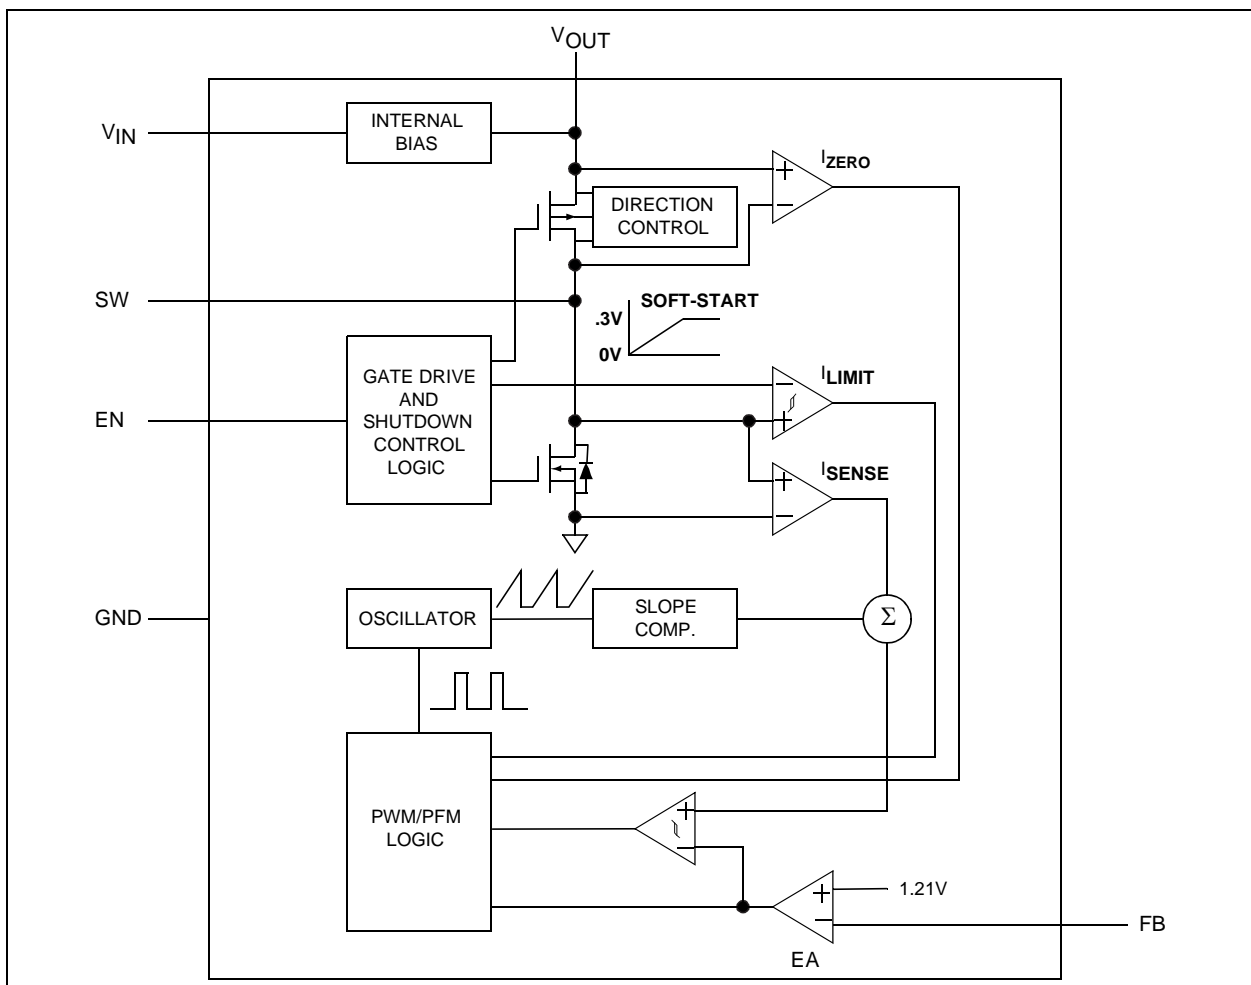 VOUT
VIN
INTERNAL
BIAS
IZERO
DIRECTION
CONTROL
SW
SOFT-START
.3V
0V
GATE DRIVE
AND
SHUTDOWN
CONTROL
LOGIC
ILIMIT
EN
ISENSE
GND
OSCILLATOR
SLOPE
COMP.
Σ
PWM/PFM
LOGIC
1.21V
FB
EA